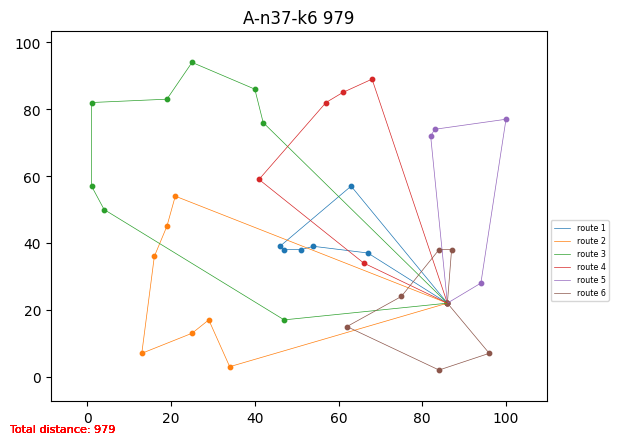 A-n37-k6 979
100
80
60
40
20
0
0 20 40 60 80 100
route 1
route 2
route 3
route 4
route 5
route 6
Total distance: 979